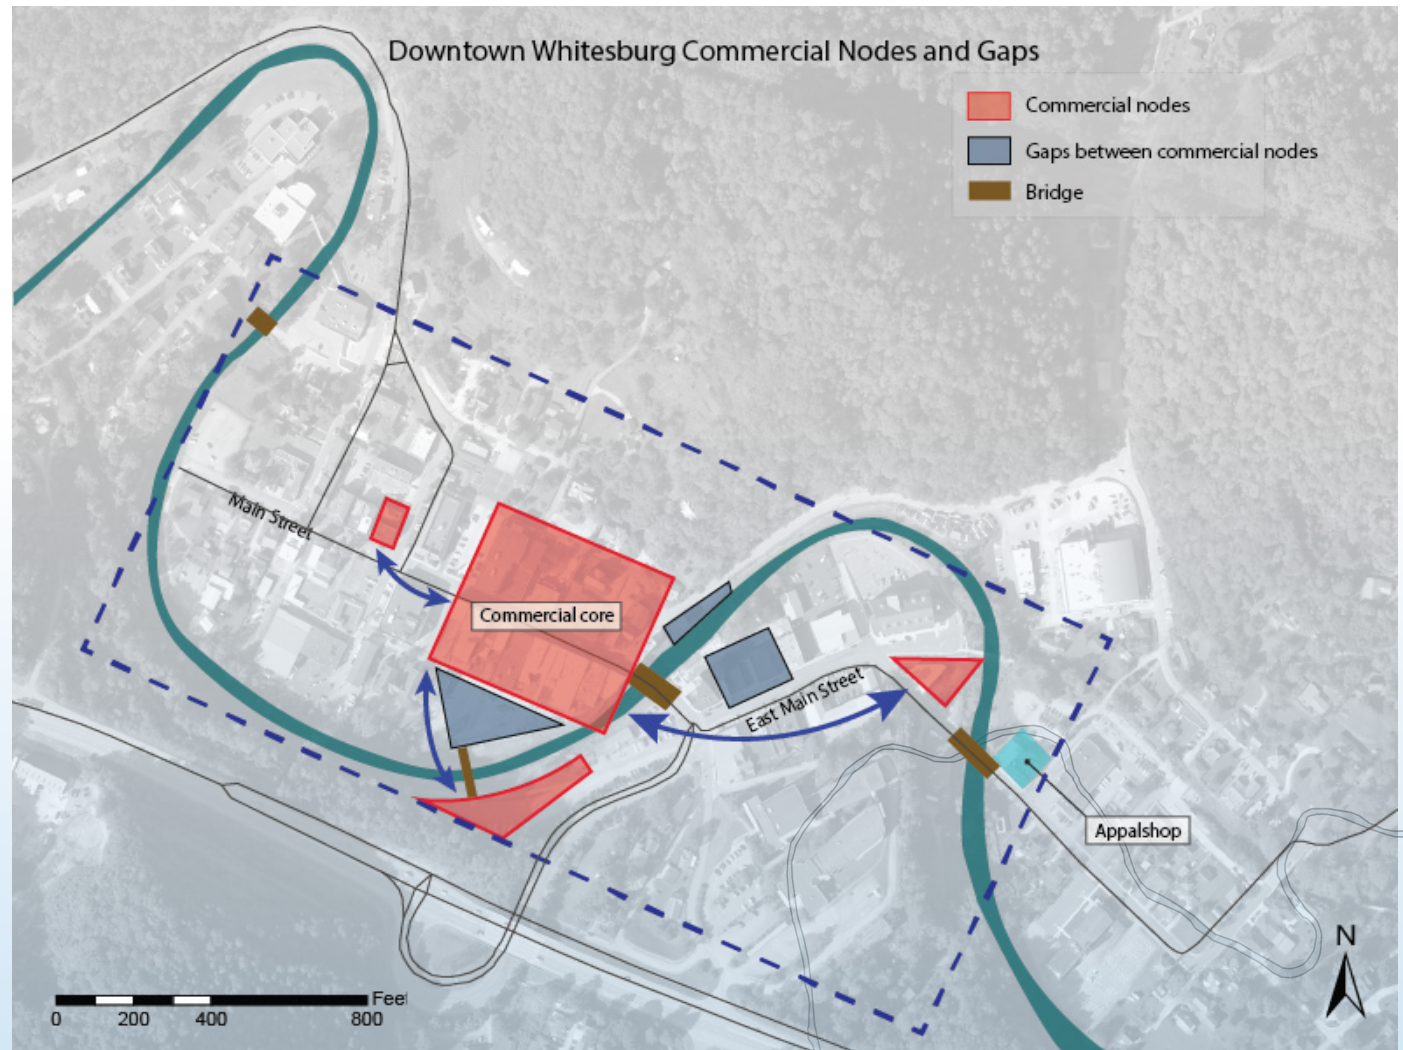 Downtown Whitesburg Commercial Nodes and Gaps
Commercial nodes
Gaps between commercial nodes
Bridge
Main Street
Commercial core
East Main Street
Appalshop
N
Feet
0 200 400 800